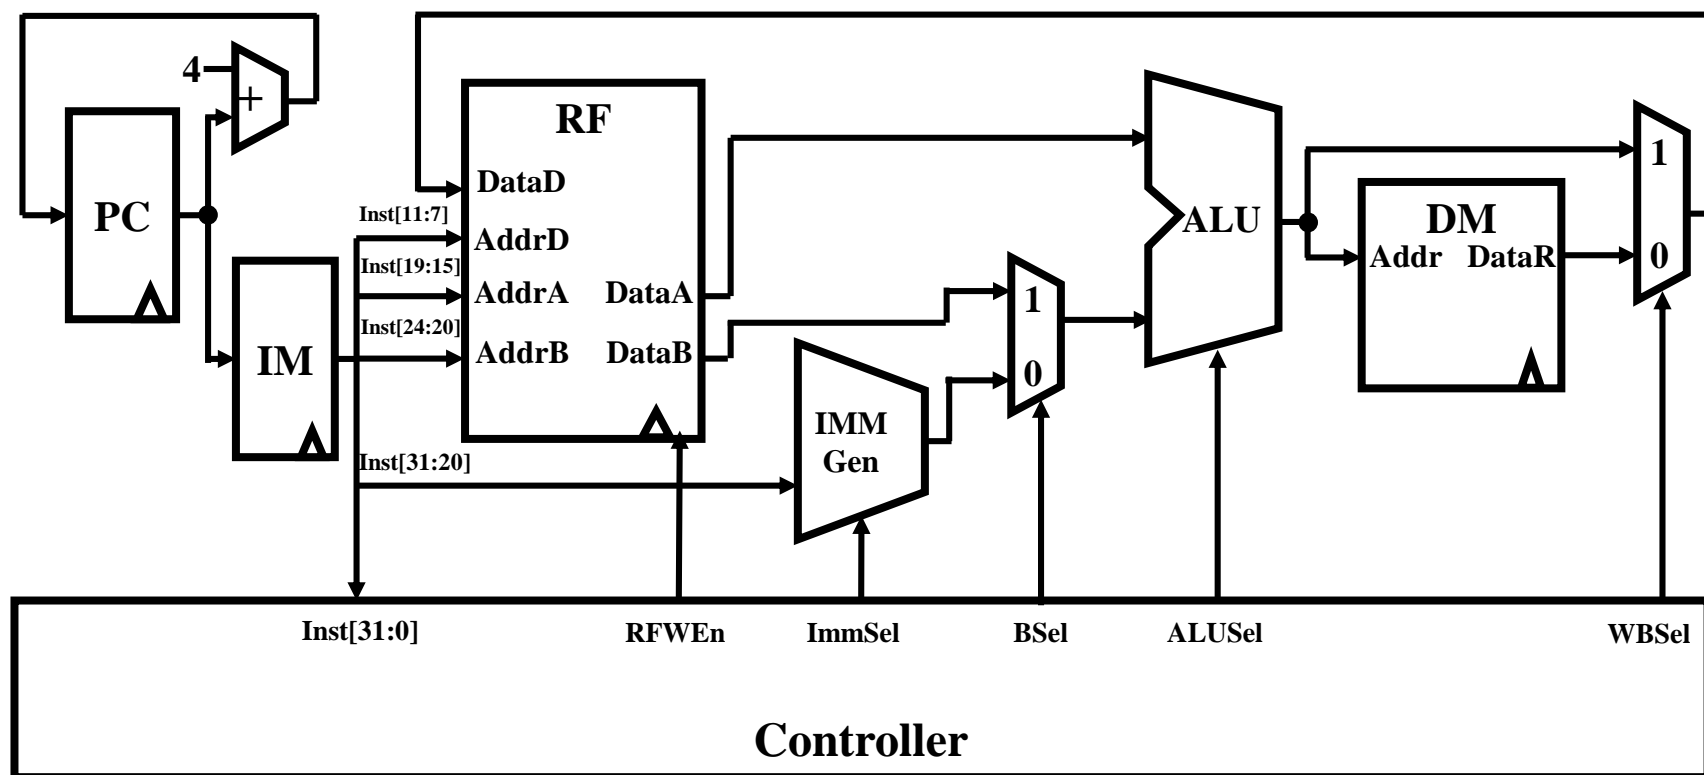 4
+
PC
IM
RF
DataD
Inst[11:7]
AddrD
Inst[19:15]
AddrA DataA
Inst[24:20]
AddrB DataB
Inst[31:20]
IMM
Gen
1
0
ALU
DM
Addr DataR
1
0
Inst[31:0] RFWEn ImmSel BSel ALUSel WBSel
Controller